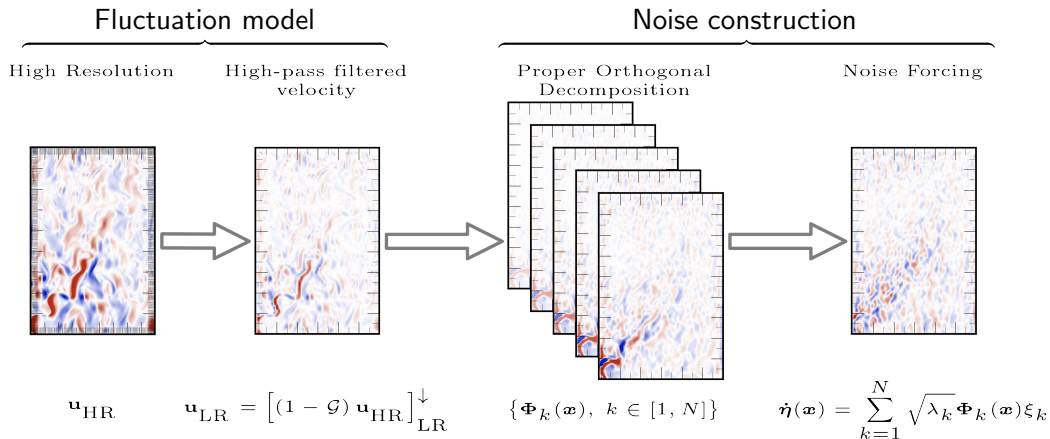 Fluctuation model
Noise construction
High Resolution
High-pass filtered
velocity
Proper Orthogonal
Decomposition
Noise Forcing
u_HR
u_LR = [(1 − 𝒢) u_HR]^↓_LR
{Φ_k(x), k ∈ [1, N]}
η̇(x) = ∑_{k=1}^{N} √λ_k Φ_k(x)ξ_k